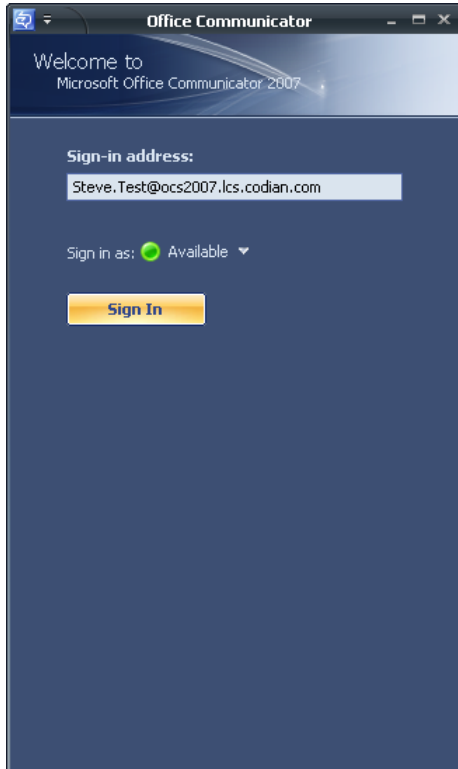 Office Communicator
Welcome to
Microsoft Office Communicator 2007
Sign-in address:
Steve.Test@ocs2007.lcs.codian.com
Sign in as: Available
Sign In